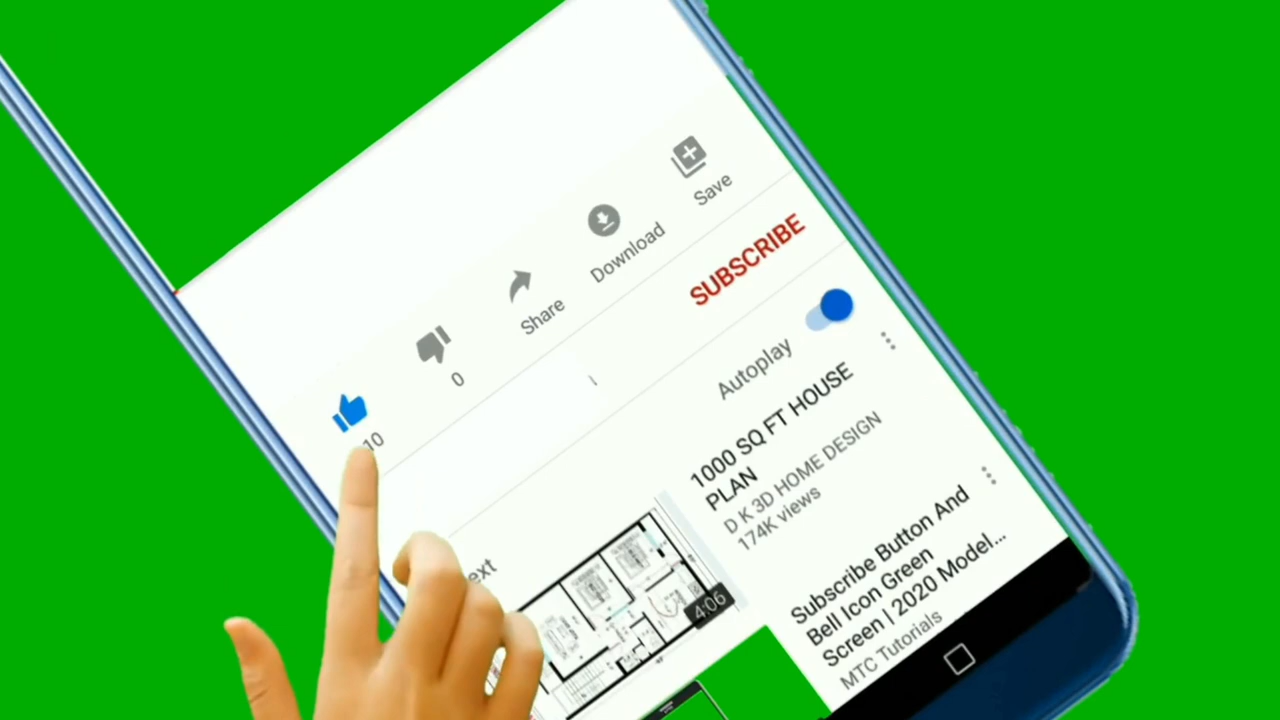 10
0
Share
Download
Save
SUBSCRIBE
Autoplay
ext
4:06
1000 SQ FT HOUSE
PLAN
D K 3D HOME DESIGN
174K views
Subscribe Button And
Bell Icon Green
Screen | 2020 Model...
MTC Tutorials